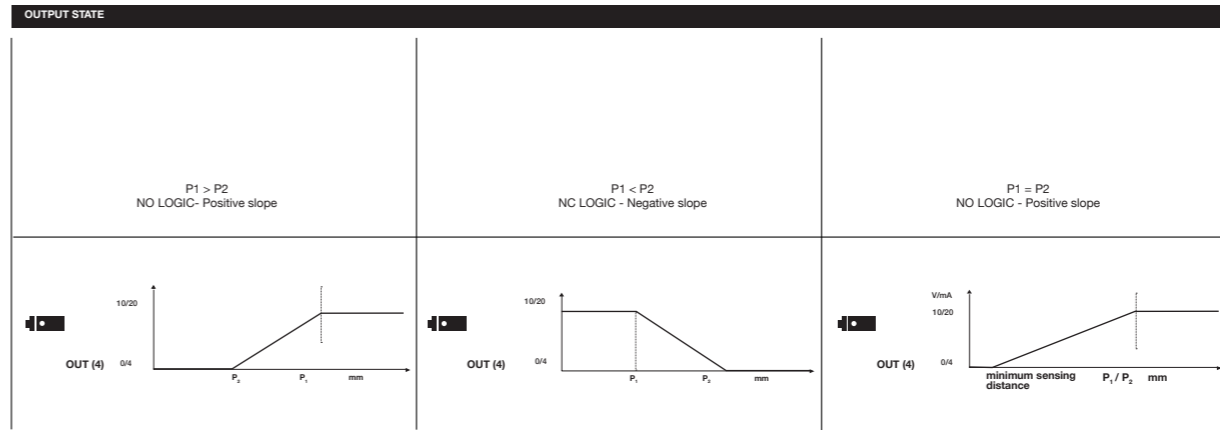 OUTPUT STATE
P1 > P2
NO LOGIC- Positive slope
P1 < P2
NC LOGIC - Negative slope
P1 = P2
NO LOGIC - Positive slope
10/20
OUT (4)
0/4
P₂
P₁
mm
10/20
OUT (4)
0/4
P₁
P₂
mm
V/mA
10/20
OUT (4)
0/4
minimum sensing
distance
P₁ / P₂
mm